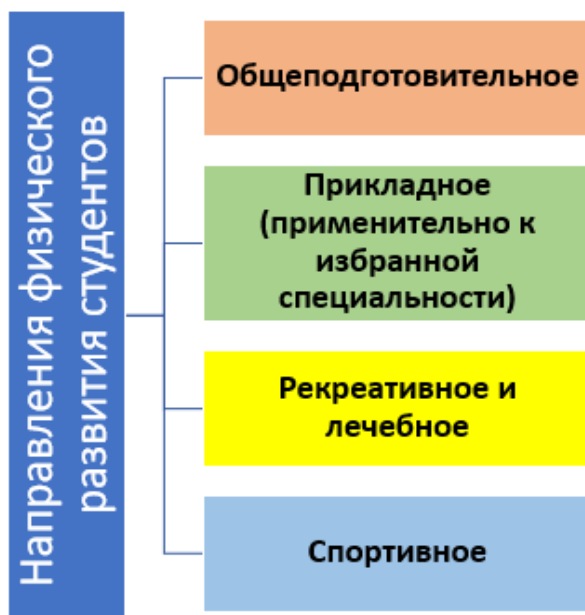 Направления физического
развития студентов
Общеподготовительное
Прикладное
(применительно к
избранной
специальности)
Рекреативное и
лечебное
Спортивное